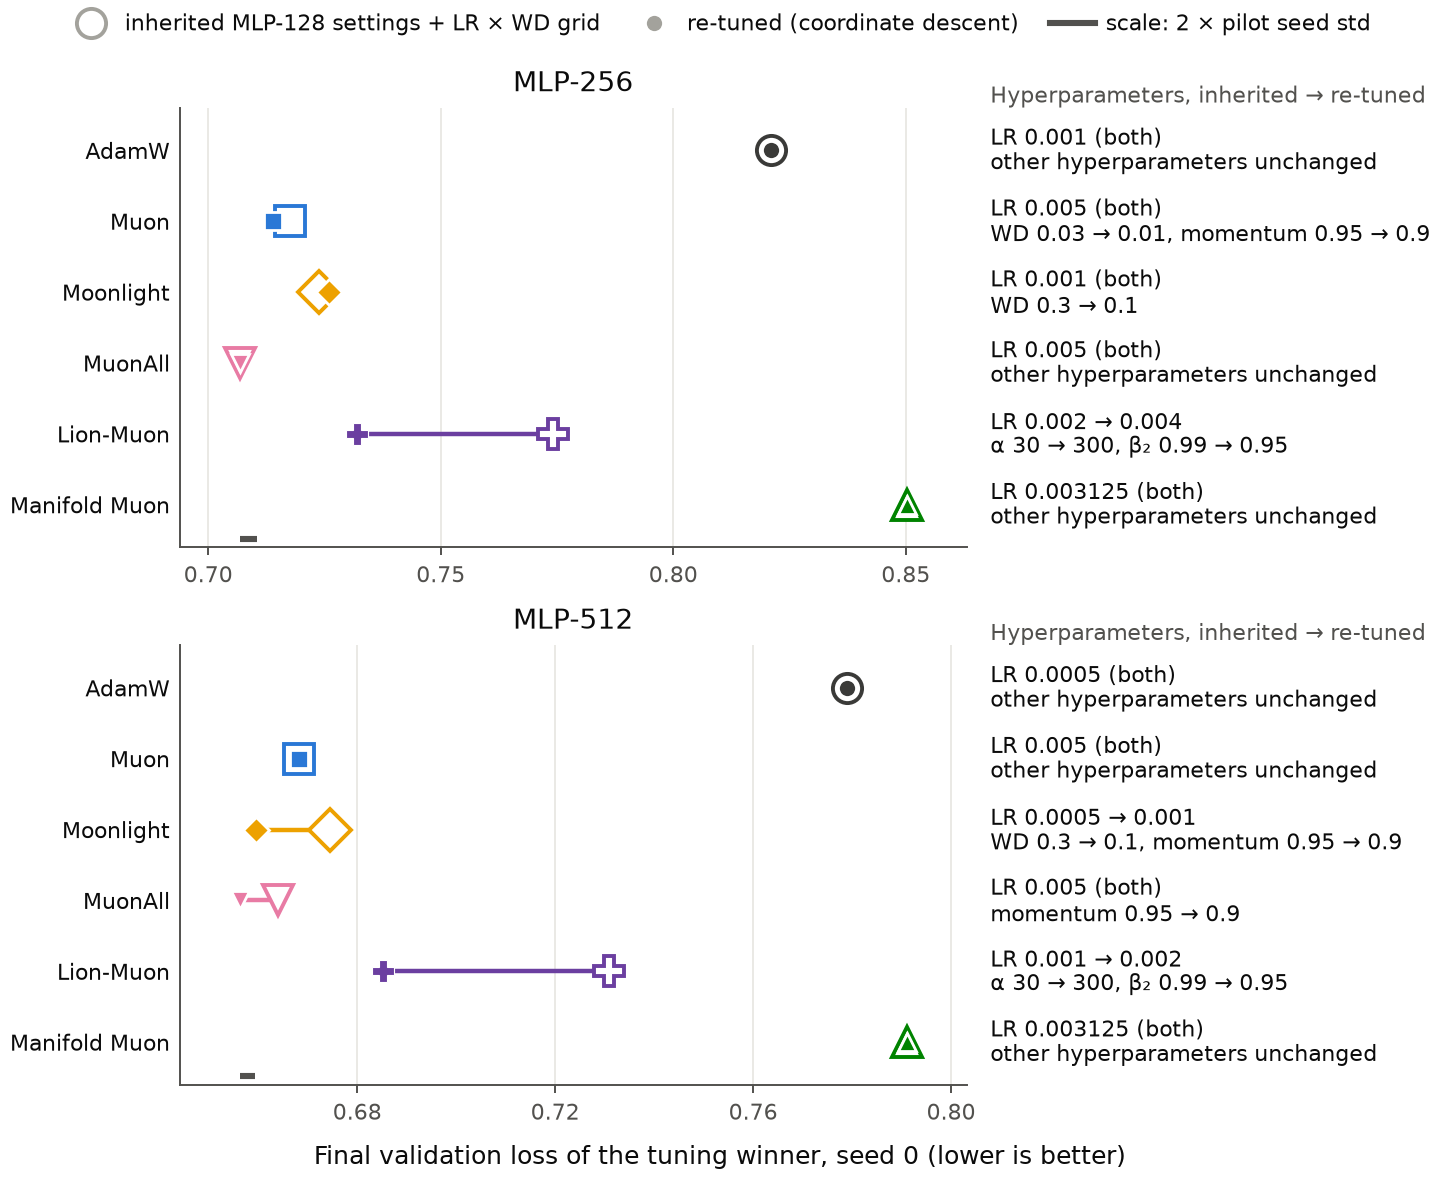 inherited MLP-128 settings + LR × WD grid
re-tuned (coordinate descent)
scale: 2 × pilot seed std
MLP-256
Hyperparameters, inherited → re-tuned
AdamW
LR 0.001 (both)
other hyperparameters unchanged
Muon
LR 0.005 (both)
WD 0.03 → 0.01, momentum 0.95 → 0.9
Moonlight
LR 0.001 (both)
WD 0.3 → 0.1
MuonAll
LR 0.005 (both)
other hyperparameters unchanged
Lion-Muon
LR 0.002 → 0.004
α 30 → 300, β₂ 0.99 → 0.95
Manifold Muon
LR 0.003125 (both)
other hyperparameters unchanged
0.70 0.75 0.80 0.85
MLP-512
Hyperparameters, inherited → re-tuned
AdamW
LR 0.0005 (both)
other hyperparameters unchanged
Muon
LR 0.005 (both)
other hyperparameters unchanged
Moonlight
LR 0.0005 → 0.001
WD 0.3 → 0.1, momentum 0.95 → 0.9
MuonAll
LR 0.005 (both)
momentum 0.95 → 0.9
Lion-Muon
LR 0.001 → 0.002
α 30 → 300, β₂ 0.99 → 0.95
Manifold Muon
LR 0.003125 (both)
other hyperparameters unchanged
0.68 0.72 0.76 0.80
Final validation loss of the tuning winner, seed 0 (lower is better)